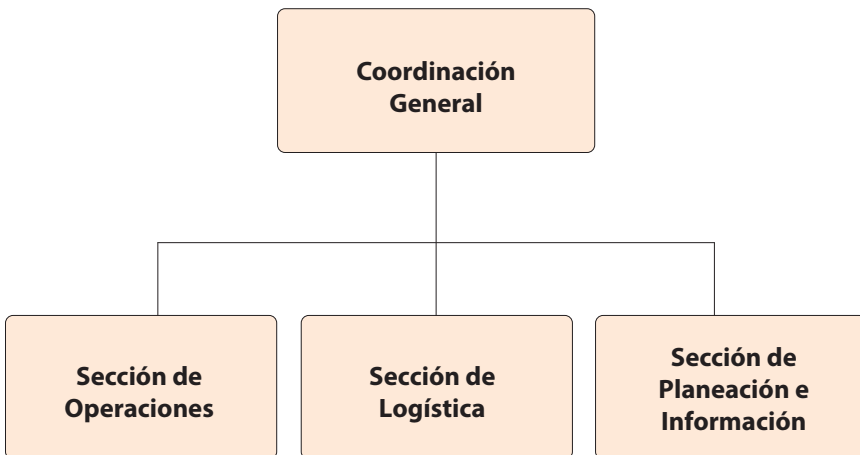 Coordinación
General
Sección de
Operaciones
Sección de
Logística
Sección de
Planeación e
Información